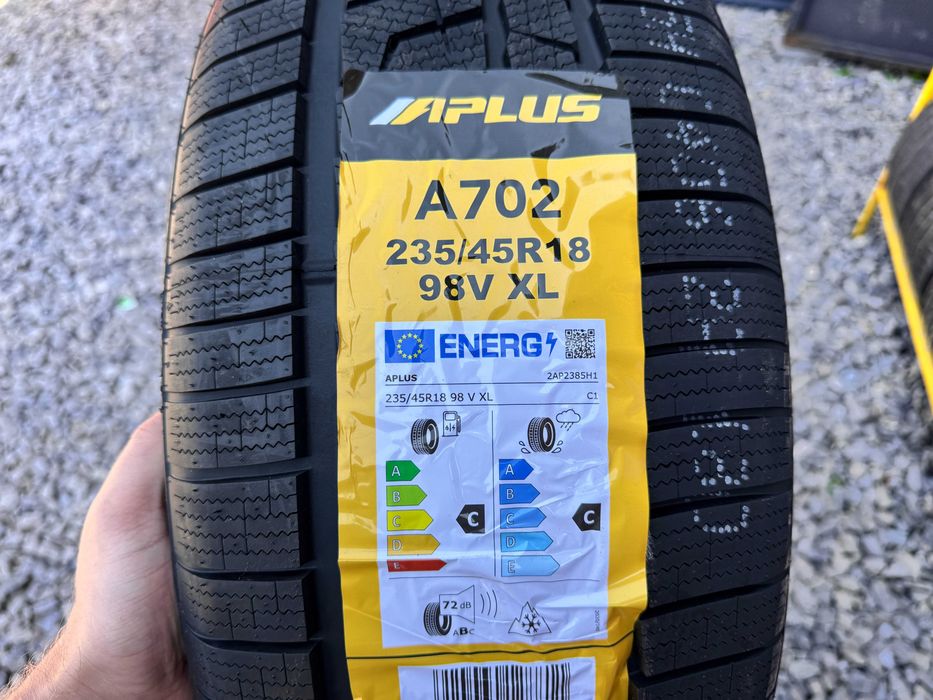 APLUS
A702
235/45R18
98V XL
ENERG
APLUS 2AP2385H1
235/45R18 98 V XL C1
A A
B B
C C C C
D D
E E
72 dB
ABC